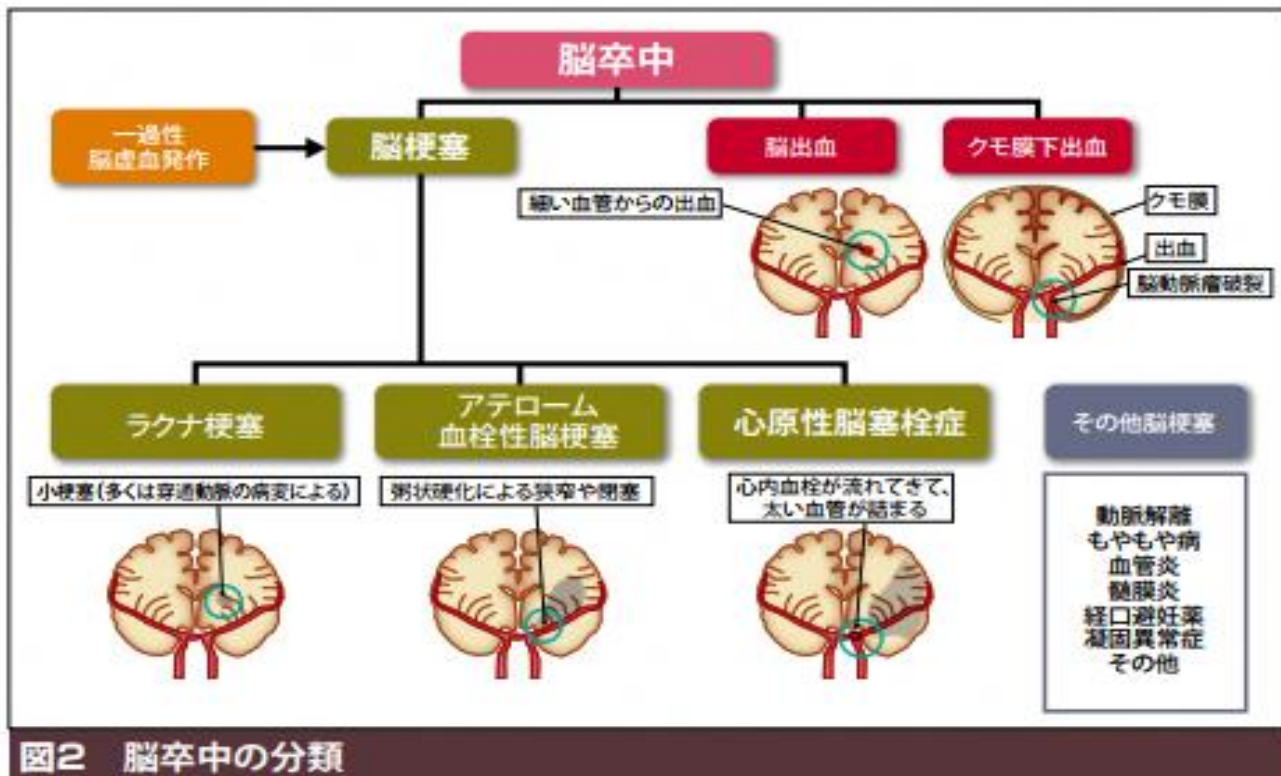 脳卒中
一過性
脳虚血発作
脳梗塞
脳出血
クモ膜下出血
細い血管からの出血
クモ膜
出血
脳動脈瘤破裂
ラクナ梗塞
アテローム
血栓性脳梗塞
心原性脳塞栓症
その他脳梗塞
小梗塞(多くは穿通動脈の病変による)
粥状硬化による狭窄や閉塞
心内血栓が流れてきて、
太い血管が詰まる
動脈解離
もやもや病
血管炎
髄膜炎
経口避妊薬
凝固異常症
その他
図2 脳卒中の分類